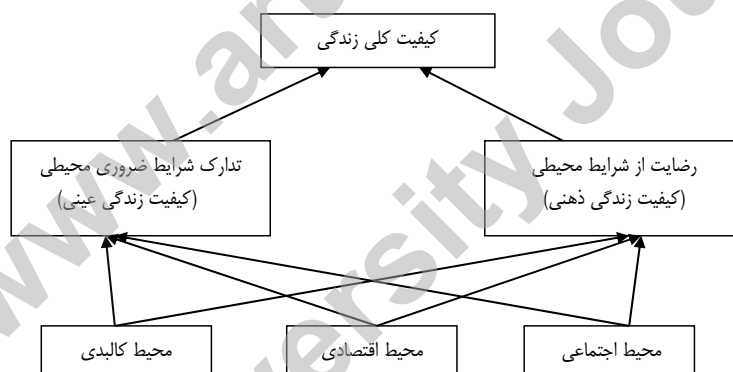 کیفیت کلی زندگی
رضایت از شرایط محیطی
(کیفیت زندگی ذهنی)
تدارک شرایط ضروری محیطی
(کیفیت زندگی عینی)
محیط اجتماعی
محیط اقتصادی
محیط کالبدی